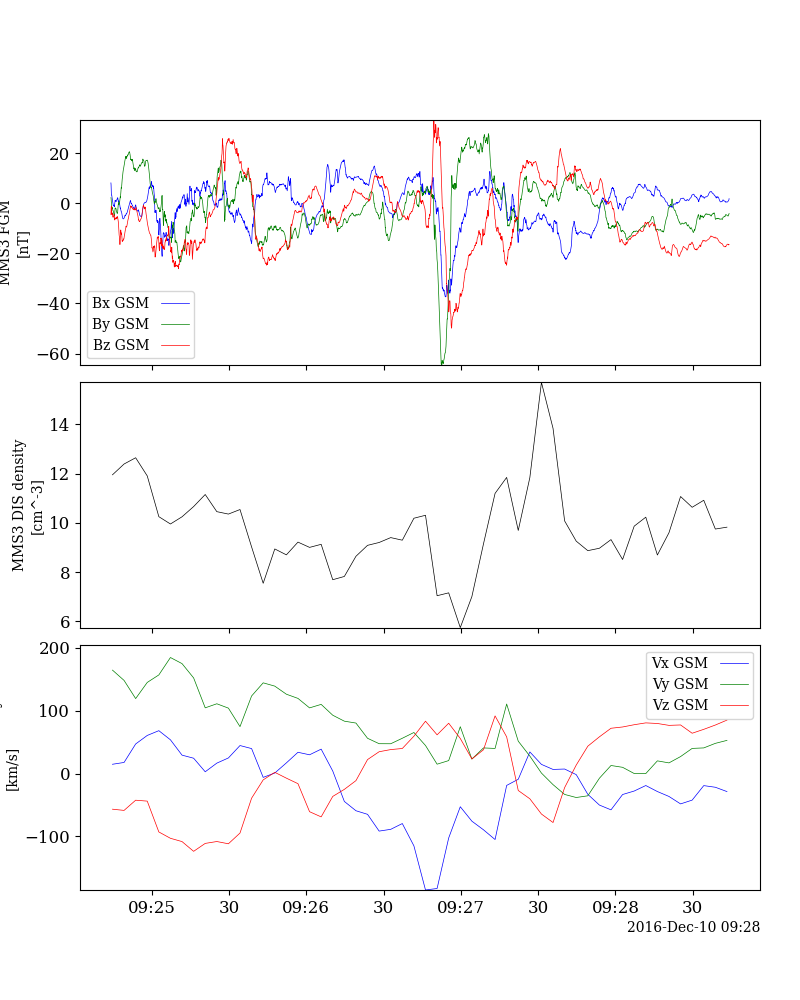 20
0
−20
−40
−60
MMS3 FGM
[nT]
Bx GSM
By GSM
Bz GSM
14
12
10
8
6
MMS3 DIS density
[cm^-3]
200
100
0
−100
[km/s]
Vx GSM
Vy GSM
Vz GSM
09:25 30 09:26 30 09:27 30 09:28 30
2016-Dec-10 09:28